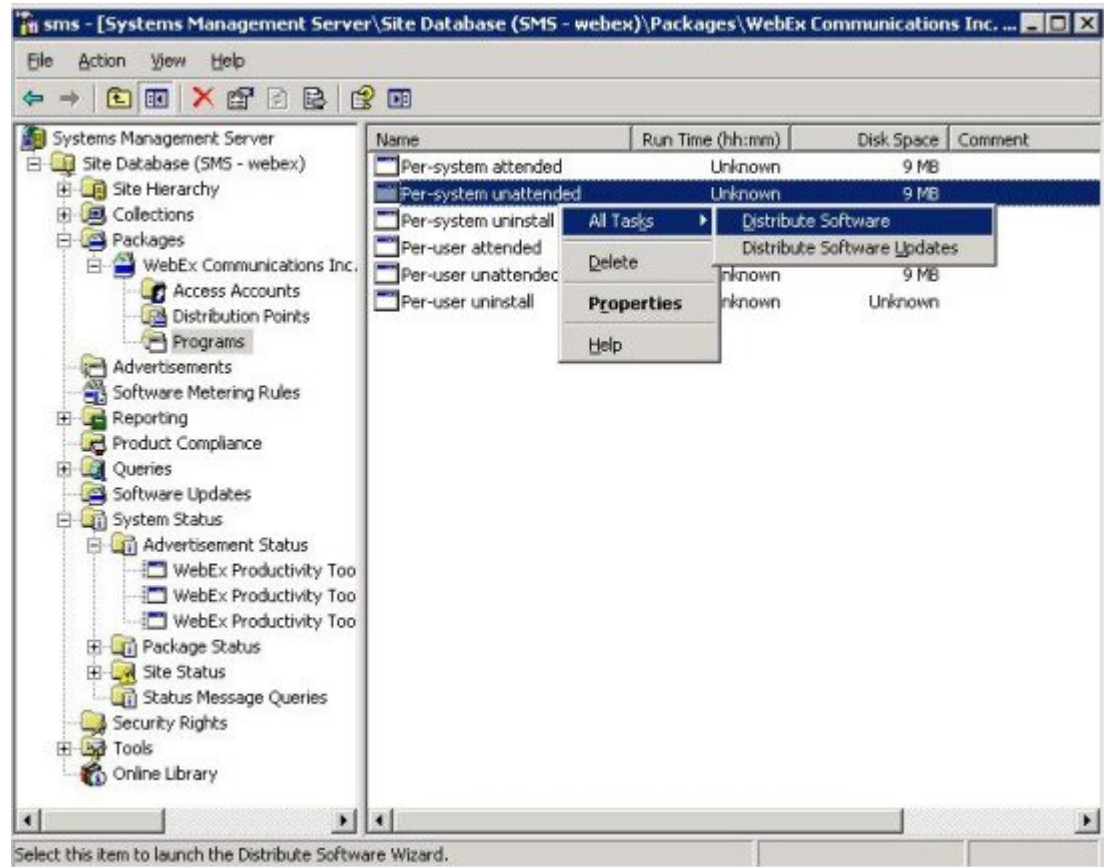 sms - [Systems Management Server\Site Database (SMS - webex)\Packages\WebEx Communications Inc. ...
File Action View Help
Systems Management Server
Site Database (SMS - webex)
Site Hierarchy
Collections
Packages
WebEx Communications Inc.
Access Accounts
Distribution Points
Programs
Advertisements
Software Metering Rules
Reporting
Product Compliance
Queries
Software Updates
System Status
Advertisement Status
WebEx Productivity Too
WebEx Productivity Too
WebEx Productivity Too
Package Status
Site Status
Status Message Queries
Security Rights
Tools
Online Library
Name Run Time (hh:mm) Disk Space Comment
Per-system attended Unknown 9 MB
Per-system unattended Unknown 9 MB
Per-system uninstall
Per-user attended
Per-user unattended nknown 9 MB
Per-user uninstall nknown Unknown
All Tasks
Delete
Properties
Help
Distribute Software
Distribute Software Updates
Select this item to launch the Distribute Software Wizard.